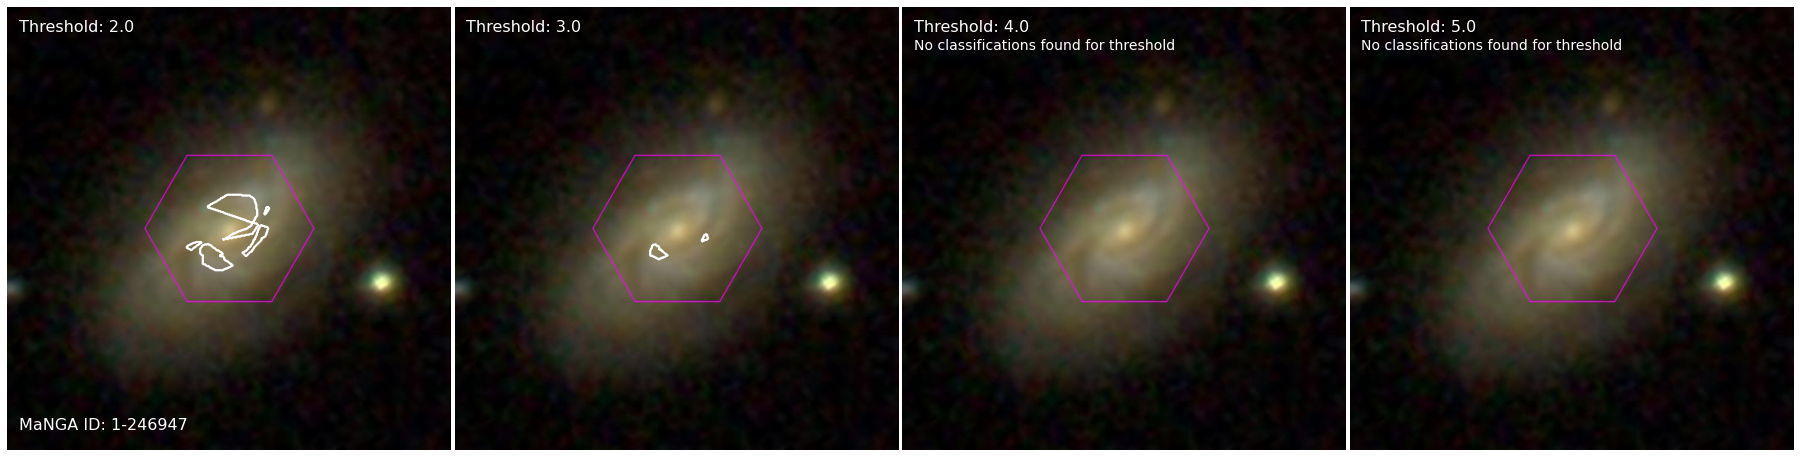 Threshold: 2.0
MaNGA ID: 1-246947
Threshold: 3.0
Threshold: 4.0
No classifications found for threshold
Threshold: 5.0
No classifications found for threshold